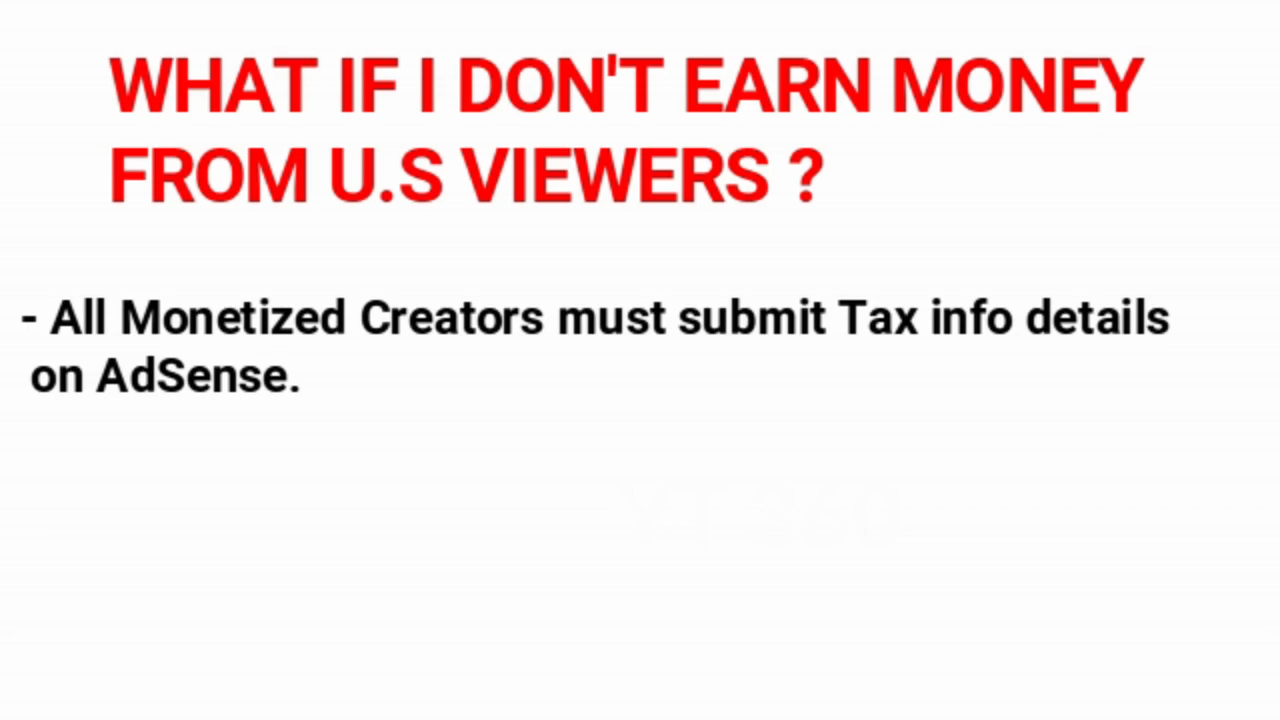 WHAT IF I DON'T EARN MONEY
FROM U.S VIEWERS ?
- All Monetized Creators must submit Tax info details
on AdSense.